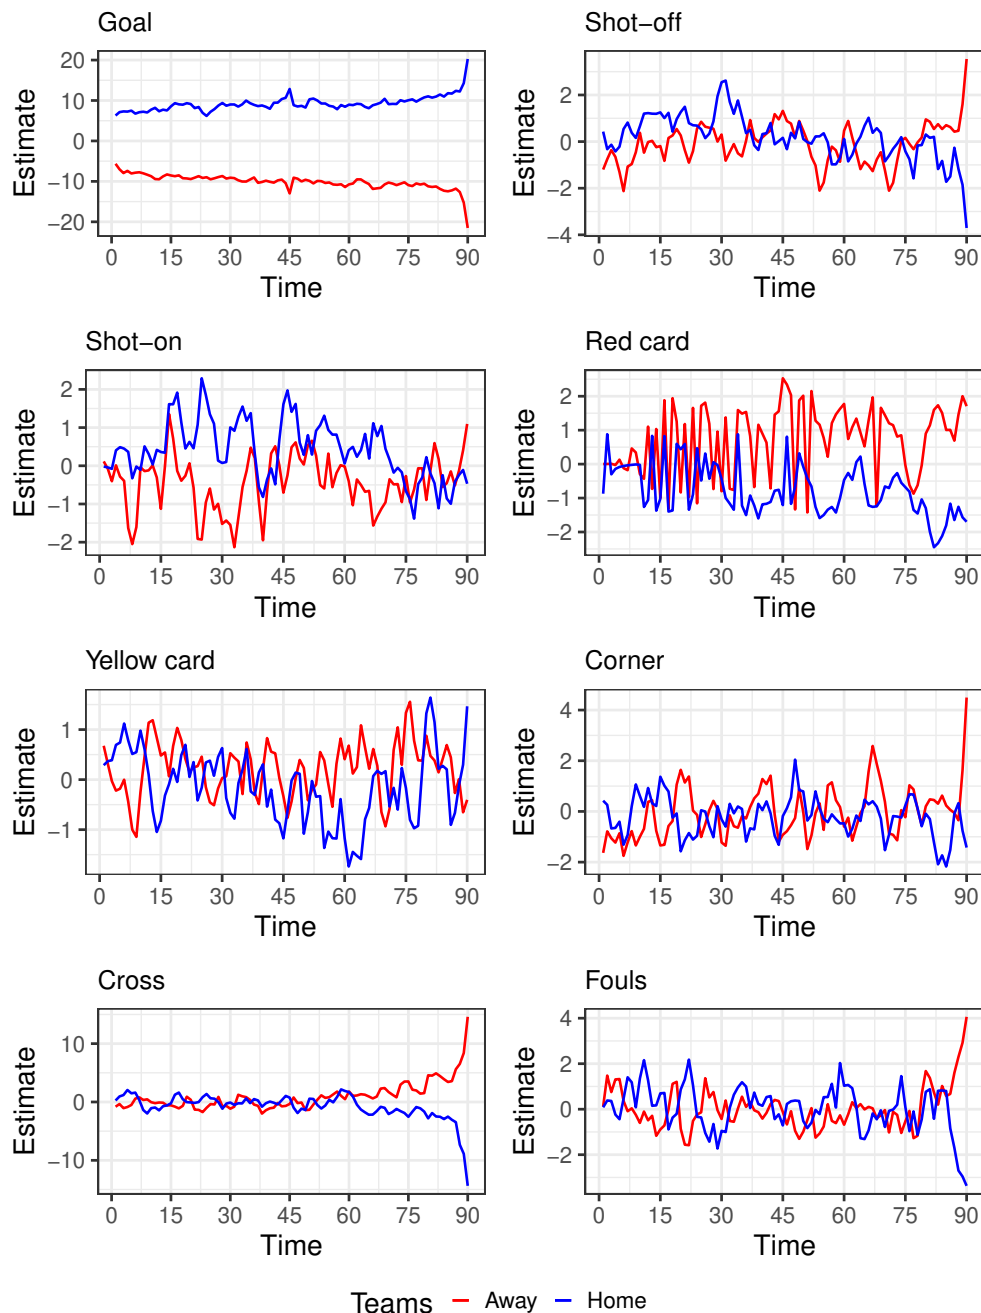 Goal
Shot−off
20
10
0
−10
−20
Estimate
0 15 30 45 60 75 90
Time
2
0
−2
−4
Estimate
0 15 30 45 60 75 90
Time
Shot−on
Red card
2
1
0
−1
−2
Estimate
0 15 30 45 60 75 90
Time
2
1
0
−1
−2
Estimate
0 15 30 45 60 75 90
Time
Yellow card
Corner
1
0
−1
Estimate
0 15 30 45 60 75 90
Time
4
2
0
−2
Estimate
0 15 30 45 60 75 90
Time
Cross
Fouls
10
0
−10
Estimate
0 15 30 45 60 75 90
Time
4
2
0
−2
Estimate
0 15 30 45 60 75 90
Time
Teams Away Home